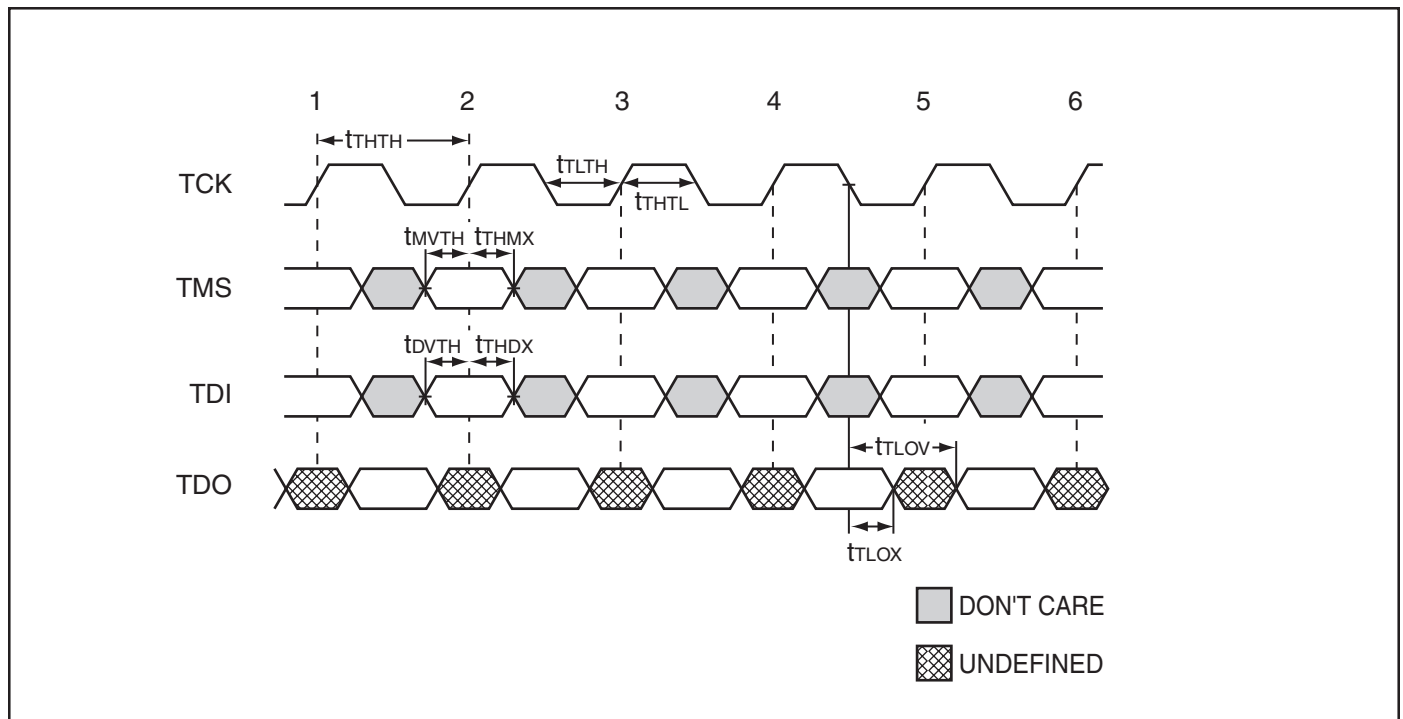 1 2 3 4 5 6
tTHTH
TCK
tTLTH
tTHTL
tMVTH tTHMX
TMS
tDVTH tTHDX
TDI
tTLOV
TDO
tTLOX
DON'T CARE
UNDEFINED